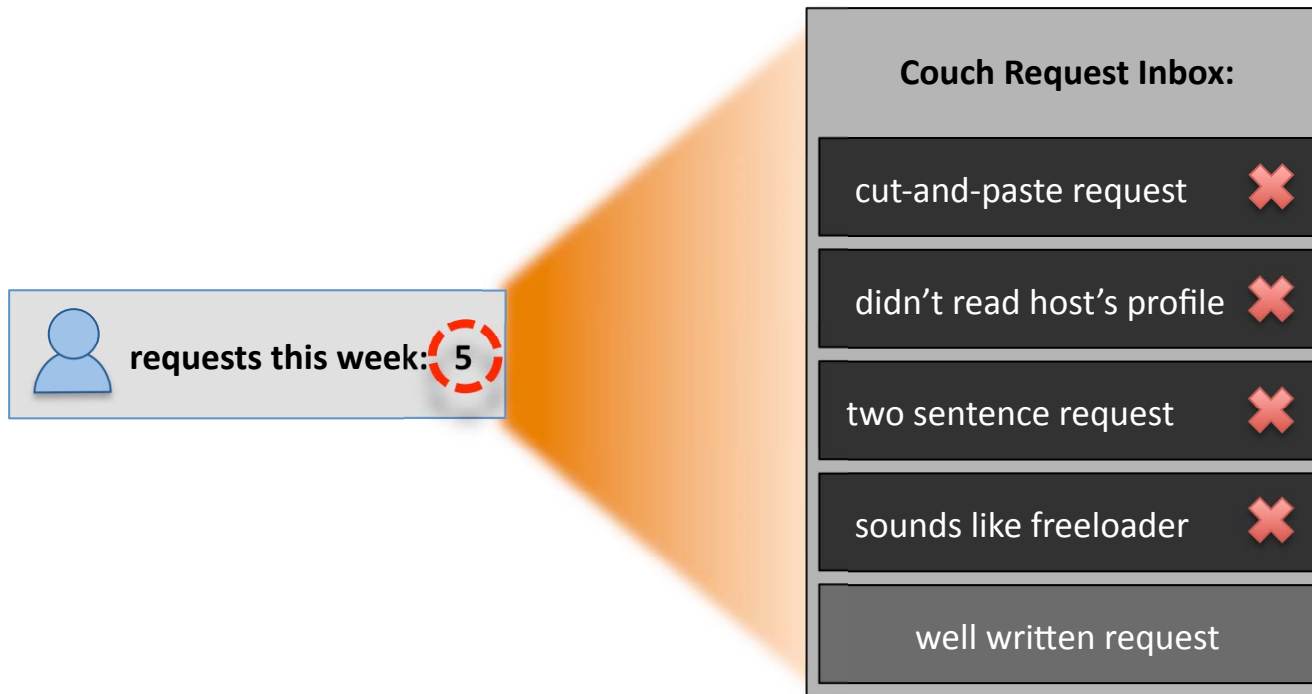 Couch Request Inbox:
cut-and-paste request
didn’t read host’s profile
requests this week: 5
two sentence request
sounds like freeloader
well written request